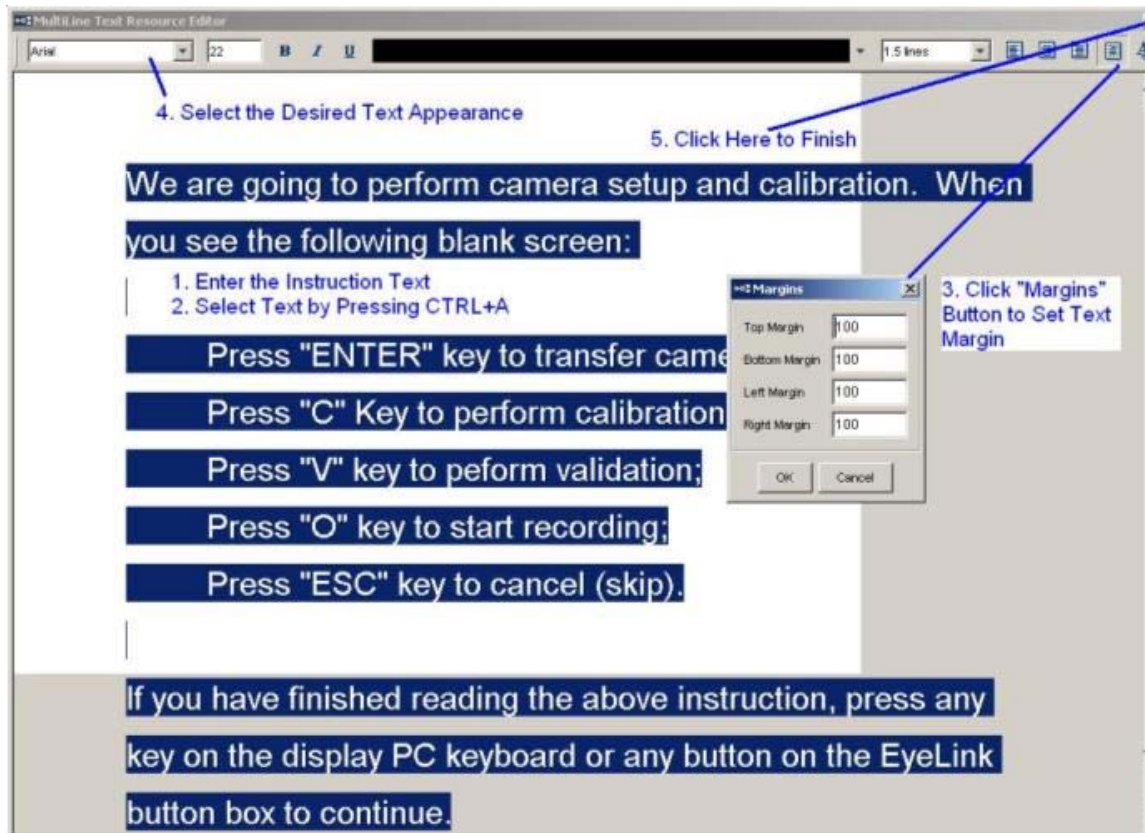 MultiLine Text Resource Editor
Arial 22 B I U 1.5 lines
4. Select the Desired Text Appearance
5. Click Here to Finish
We are going to perform camera setup and calibration. When
you see the following blank screen:
1. Enter the Instruction Text
2. Select Text by Pressing CTRL+A
Press "ENTER" key to transfer came
Press "C" Key to perform calibration
Press "V" key to peform validation;
Press "O" key to start recording;
Press "ESC" key to cancel (skip).
Margins
Top Margin 100
Bottom Margin 100
Left Margin 100
Right Margin 100
OK Cancel
3. Click "Margins"
Button to Set Text
Margin
If you have finished reading the above instruction, press any
key on the display PC keyboard or any button on the EyeLink
button box to continue.